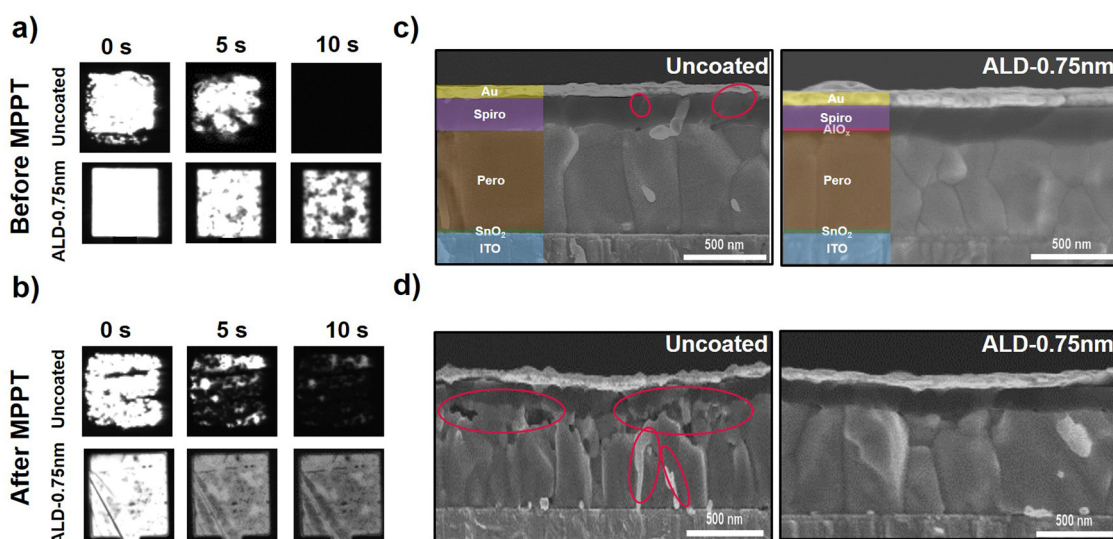 a)
0 s
5 s
10 s
Before MPPT
Uncoated
ALD-0.75nm
b)
0 s
5 s
10 s
After MPPT
Uncoated
ALD-0.75nm
c)
Uncoated
Au
Spiro
Pero
SnO₂
ITO
500 nm
ALD-0.75nm
Au
Spiro
AlOₓ
Pero
SnO₂
ITO
500 nm
d)
Uncoated
500 nm
ALD-0.75nm
500 nm